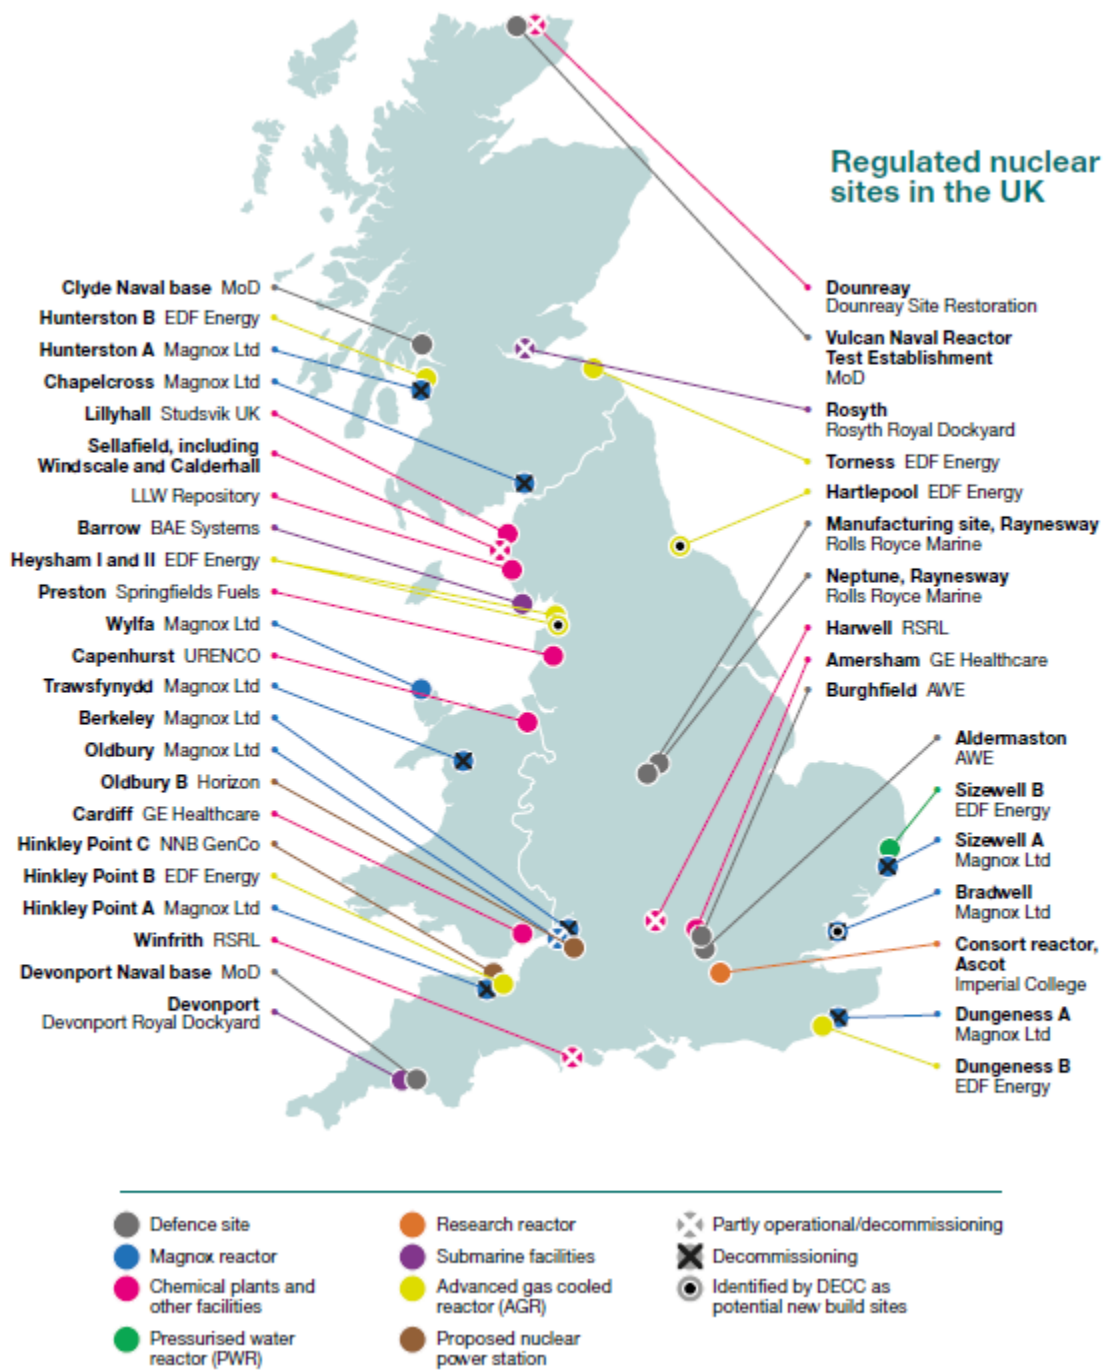 Regulated nuclear
sites in the UK
Clyde Naval base MoD
Hunterston B EDF Energy
Hunterston A Magnox Ltd
Chapelcross Magnox Ltd
Lillyhall Studsvik UK
Sellafield, including
Windscale and Calderhall
LLW Repository
Barrow BAE Systems
Heysham I and II EDF Energy
Preston Springfields Fuels
Wylfa Magnox Ltd
Capenhurst URENCO
Trawsfynydd Magnox Ltd
Berkeley Magnox Ltd
Oldbury Magnox Ltd
Oldbury B Horizon
Cardiff GE Healthcare
Hinkley Point C NNB GenCo
Hinkley Point B EDF Energy
Hinkley Point A Magnox Ltd
Winfrith RSRL
Devonport Naval base MoD
Devonport
Devonport Royal Dockyard
Dounreay
Dounreay Site Restoration
Vulcan Naval Reactor
Test Establishment
MoD
Rosyth
Rosyth Royal Dockyard
Torness EDF Energy
Hartlepool EDF Energy
Manufacturing site, Raynesway
Rolls Royce Marine
Neptune, Raynesway
Rolls Royce Marine
Harwell RSRL
Amersham GE Healthcare
Burghfield AWE
Aldermaston
AWE
Sizewell B
EDF Energy
Sizewell A
Magnox Ltd
Bradwell
Magnox Ltd
Consort reactor,
Ascot
Imperial College
Dungeness A
Magnox Ltd
Dungeness B
EDF Energy
Defence site
Magnox reactor
Chemical plants and
other facilities
Pressurised water
reactor (PWR)
Research reactor
Submarine facilities
Advanced gas cooled
reactor (AGR)
Proposed nuclear
power station
Partly operational/decommissioning
Decommissioning
Identified by DECC as
potential new build sites